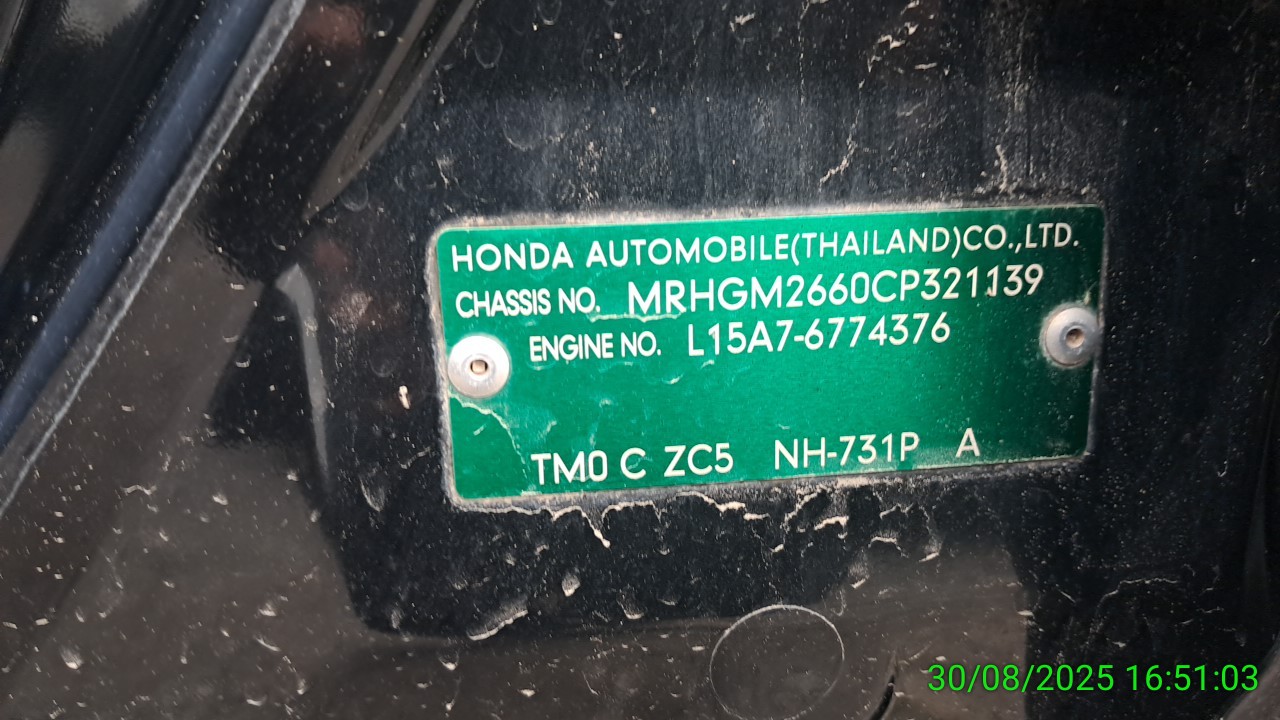 HONDA AUTOMOBILE(THAILAND)CO.,LTD.
CHASSIS NO. MRHGM2660CP321139
ENGINE NO. L15A7-6774376
TM0 C ZC5 NH-731P A
30/08/2025 16:51:03